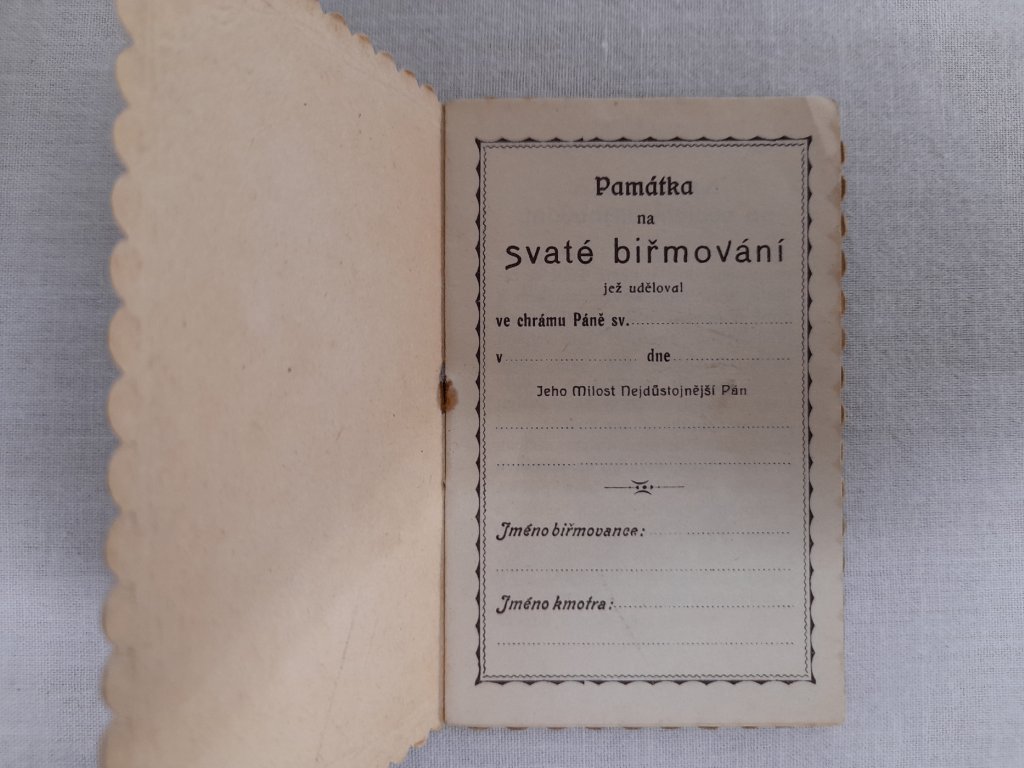 Památka
na
svaté biřmování
jež uděloval
ve chrámu Páně sv.
v dne
Jeho Milost Nejdůstojnější Pán
Jméno biřmovance:
Jméno kmotra: